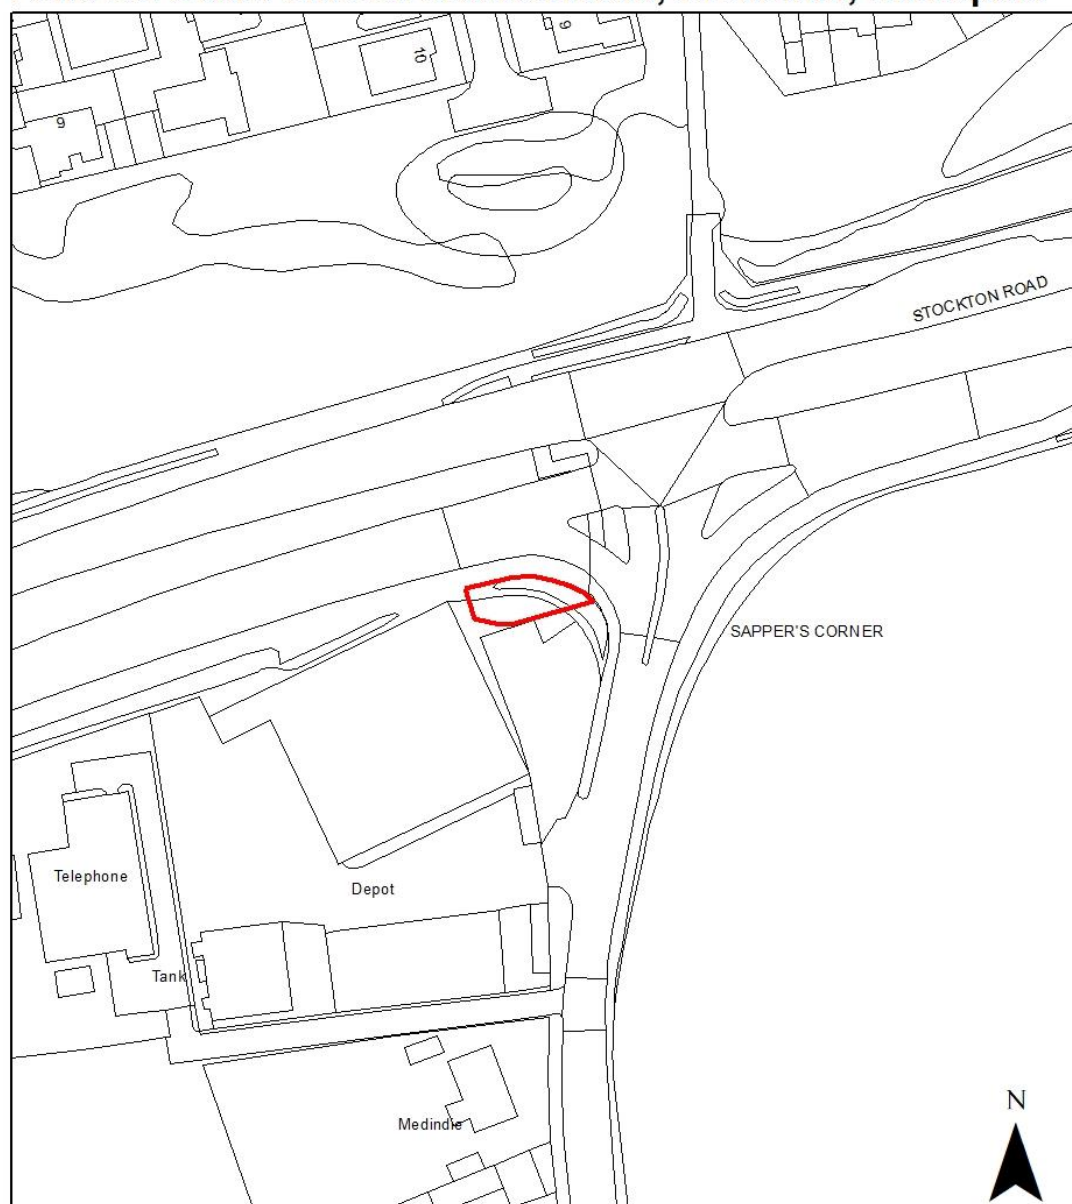 10
9
9
STOCKTON ROAD
SAPPER'S CORNER
Telephone
Depot
Tank
Medindie
N